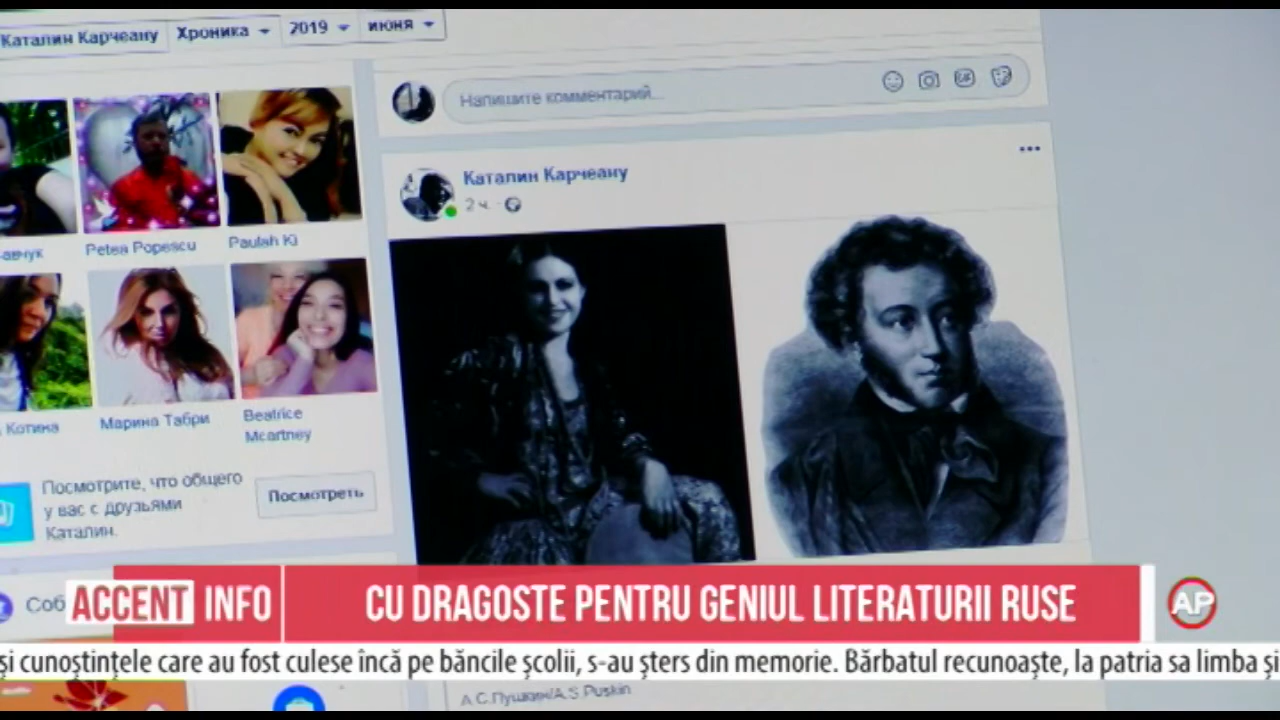 Каталин Карчеану Хроника 2019 июня
Напишите комментарий...
Каталин Карчеану
2 ч.
Petea Popescu
Paulah Ki
Котина
Марина Табри
Beatrice
Mcartney
Посмотрите, что общего
у вас с друзьями
Каталин.
Посмотреть
Соб
ACCENT INFO
CU DRAGOSTE PENTRU GENIUL LITERATURII RUSE
AP
și cunoștințele care au fost culese încă pe băncile școlii, s-au șters din memorie. Bărbatul recunoaște, la patria sa limba și
А.С.Пушкин/A.S.Puskin